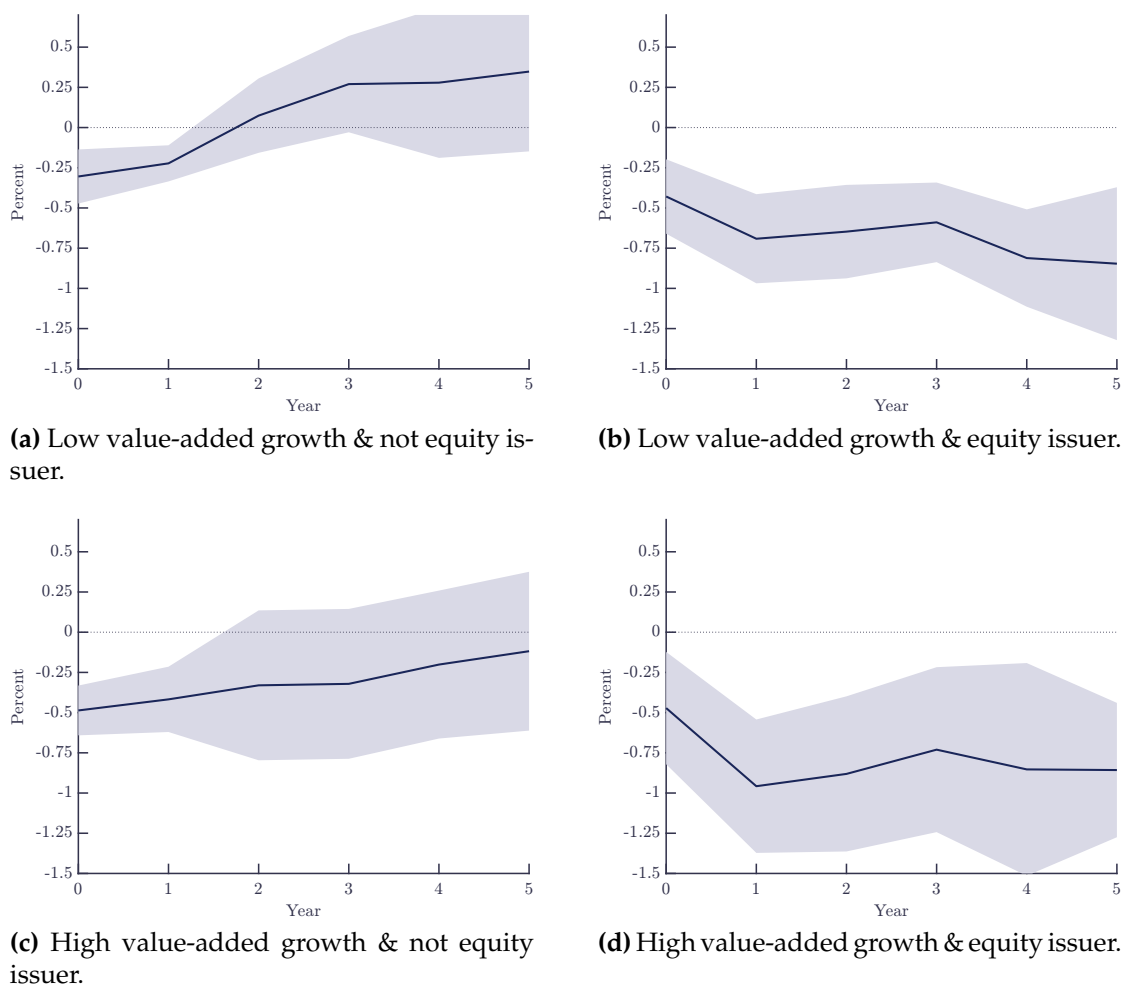 0.5
0.25
0
-0.25
-0.5
-0.75
-1
-1.25
-1.5
Percent
0 1 2 3 4 5
Year
(a) Low value-added growth & not equity is-
suer.
0.5
0.25
0
-0.25
-0.5
-0.75
-1
-1.25
-1.5
Percent
0 1 2 3 4 5
Year
(b) Low value-added growth & equity issuer.
0.5
0.25
0
-0.25
-0.5
-0.75
-1
-1.25
-1.5
Percent
0 1 2 3 4 5
Year
(c) High value-added growth & not equity
issuer.
0.5
0.25
0
-0.25
-0.5
-0.75
-1
-1.25
-1.5
Percent
0 1 2 3 4 5
Year
(d) High value-added growth & equity issuer.